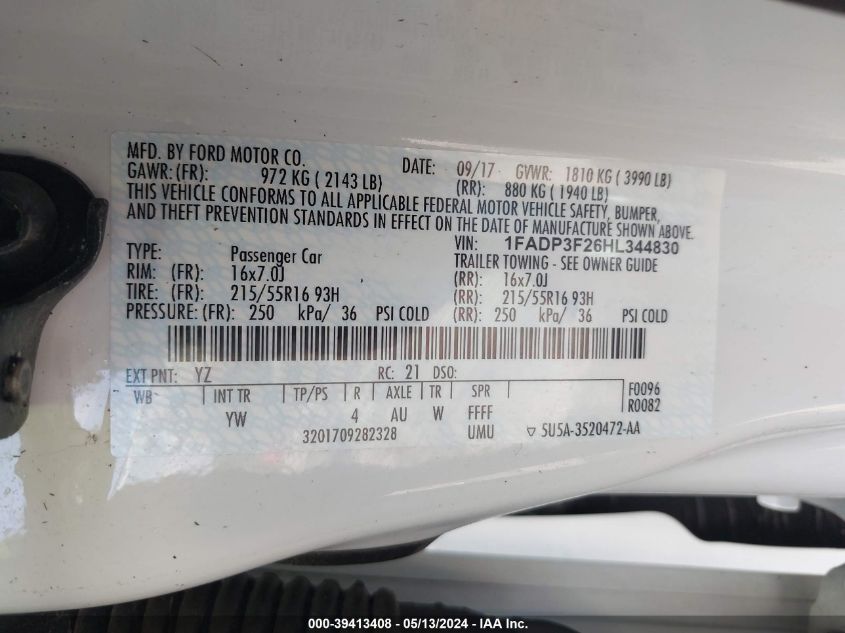 MFD. BY FORD MOTOR CO. DATE: 09/17 GVWR: 1810 KG ( 3990 LB)
GAWR: (FR): 972 KG ( 2143 LB) (RR): 880 KG ( 1940 LB)
THIS VEHICLE CONFORMS TO ALL APPLICABLE FEDERAL MOTOR VEHICLE SAFETY, BUMPER,
AND THEFT PREVENTION STANDARDS IN EFFECT ON THE DATE OF MANUFACTURE SHOWN ABOVE.
VIN: 1FADP3F26HL344830
TYPE: Passenger Car TRAILER TOWING - SEE OWNER GUIDE
RIM: (FR): 16x7.0J (RR): 16x7.0J
TIRE: (FR): 215/55R16 93H (RR): 215/55R16 93H
PRESSURE: (FR): 250 kPa/ 36 PSI COLD (RR): 250 kPa/ 36 PSI COLD
EXT PNT: YZ RC: 21 DSO:
WB INT TR TP/PS R AXLE TR SPR F0096
YW 4 AU W FFFF R0082
3201709282328 UMU ▽ 5U5A-3520472-AA
000-39413408 - 05/13/2024 - IAA Inc.